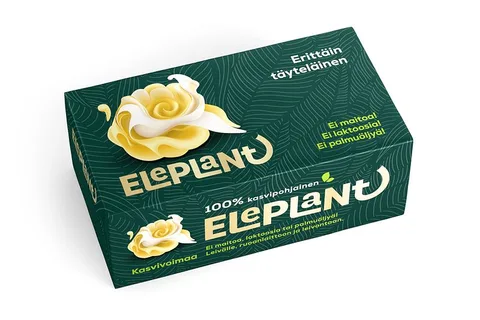 Erittäin
täyteläinen
Ei maitoa!
Ei laktoosia!
Ei palmuöljyä!
ELEPLANT
100% kasvipohjainen
ELEPLANT
Ei maitoa, laktoosia tai palmuöljyä!
Leivälle, ruoanlaittoon ja leivontaan.
Kasvivoimaa